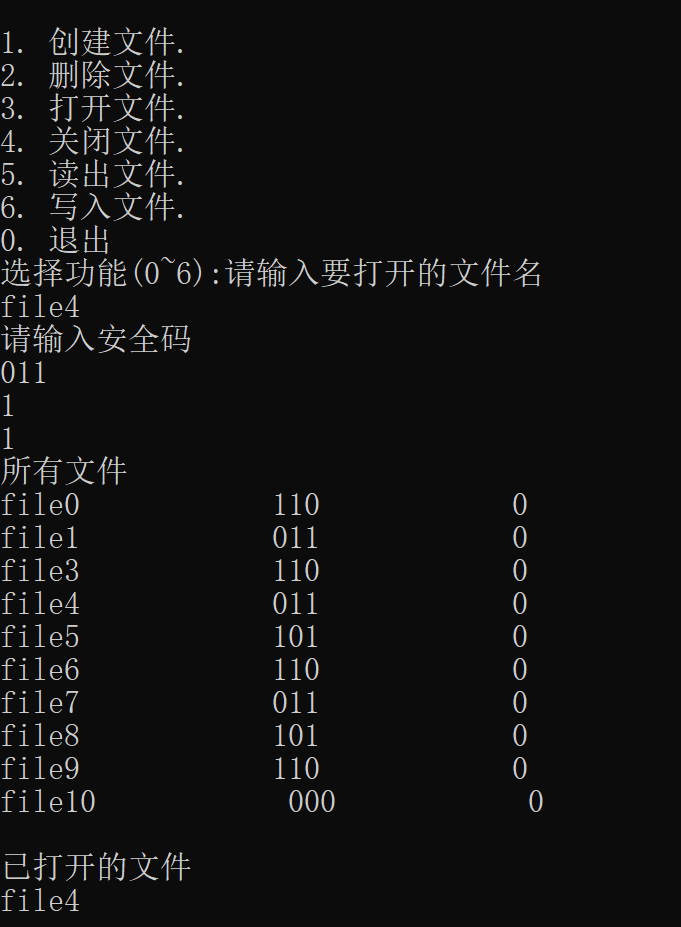 1. 创建文件.
2. 删除文件.
3. 打开文件.
4. 关闭文件.
5. 读出文件.
6. 写入文件.
0. 退出
选择功能(0~6):请输入要打开的文件名
file4
请输入安全码
011
1
1
所有文件
file0 110 0
file1 011 0
file3 110 0
file4 011 0
file5 101 0
file6 110 0
file7 011 0
file8 101 0
file9 110 0
file10 000 0
已打开的文件
file4